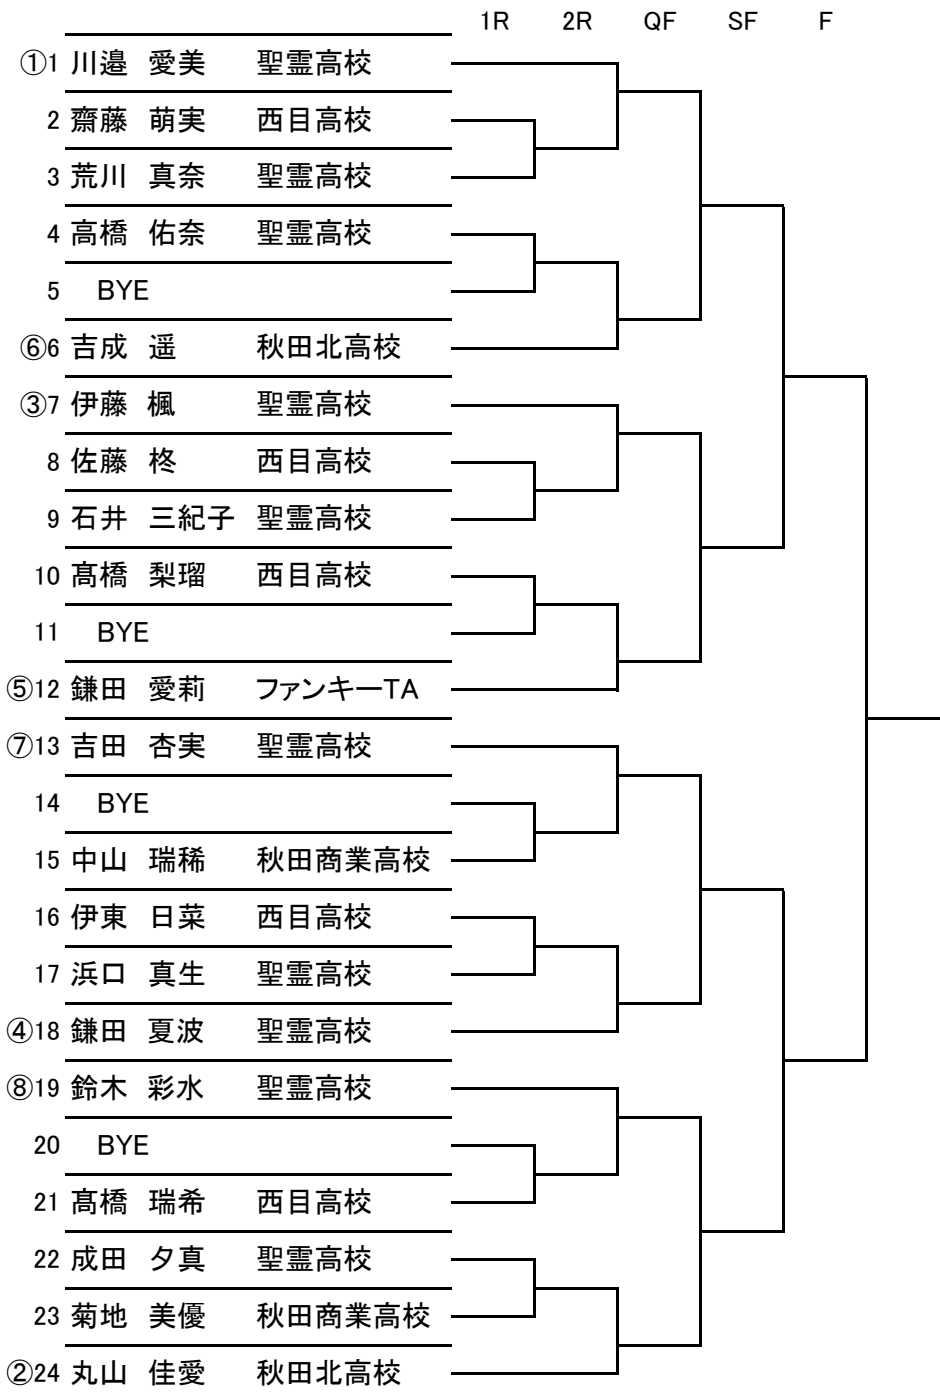 1R 2R QF SF F
①1 川邉 愛美 聖霊高校
2 齋藤 萌実 西目高校
3 荒川 真奈 聖霊高校
4 高橋 佑奈 聖霊高校
5 BYE
⑥6 吉成 遥 秋田北高校
③7 伊藤 楓 聖霊高校
8 佐藤 柊 西目高校
9 石井 三紀子 聖霊高校
10 髙橋 梨瑠 西目高校
11 BYE
⑤12 鎌田 愛莉 ファンキーTA
⑦13 吉田 杏実 聖霊高校
14 BYE
15 中山 瑞稀 秋田商業高校
16 伊東 日菜 西目高校
17 浜口 真生 聖霊高校
④18 鎌田 夏波 聖霊高校
⑧19 鈴木 彩水 聖霊高校
20 BYE
21 髙橋 瑞希 西目高校
22 成田 夕真 聖霊高校
23 菊地 美優 秋田商業高校
②24 丸山 佳愛 秋田北高校